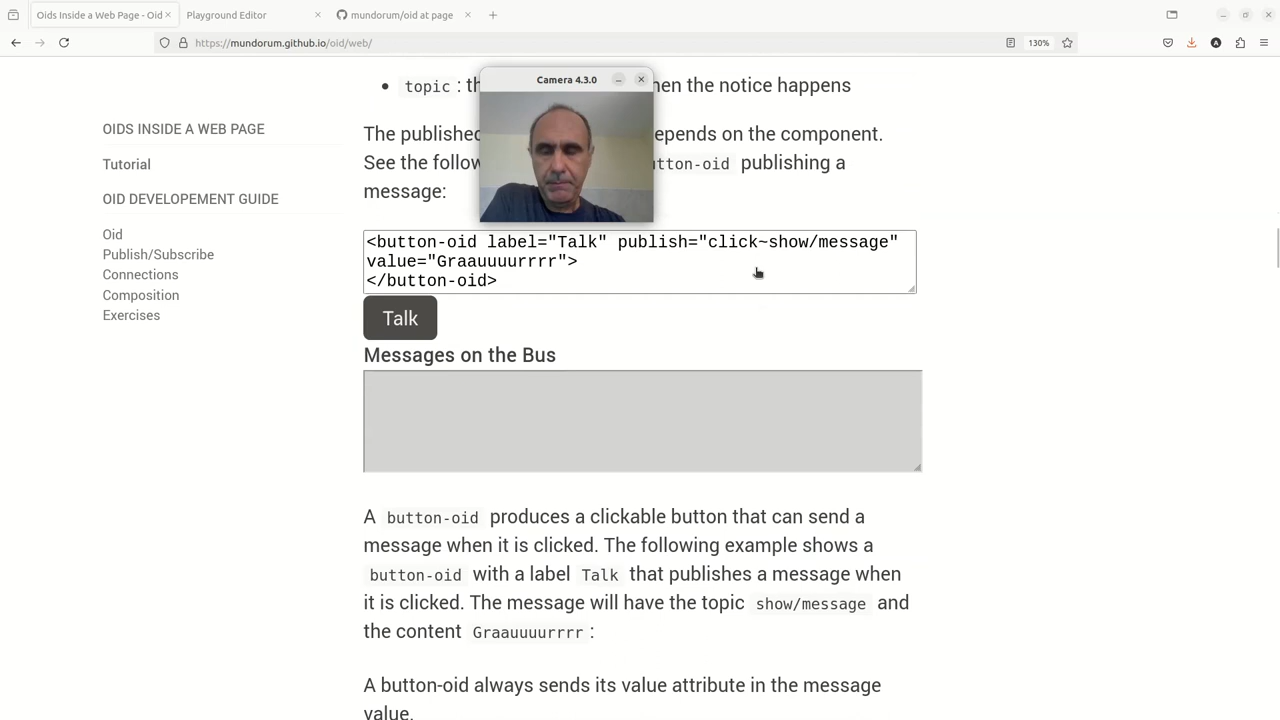 Oids Inside a Web Page - Oid
Playground Editor
mundorum/oid at page
https://mundorum.github.io/oid/web/
130%
Camera 4.3.0
OIDS INSIDE A WEB PAGE
Tutorial
OID DEVELOPEMENT GUIDE
Oid
Publish/Subscribe
Connections
Composition
Exercises
topic : th
hen the notice happens
The published
epends on the component.
See the follow
utton-oid publishing a
message:
<button-oid label="Talk" publish="click~show/message"
value="Graauuuurrrr">
</button-oid>
Talk
Messages on the Bus
A button-oid produces a clickable button that can send a
message when it is clicked. The following example shows a
button-oid with a label Talk that publishes a message when
it is clicked. The message will have the topic show/message and
the content Graauuuurrrr :
A button-oid always sends its value attribute in the message
value.